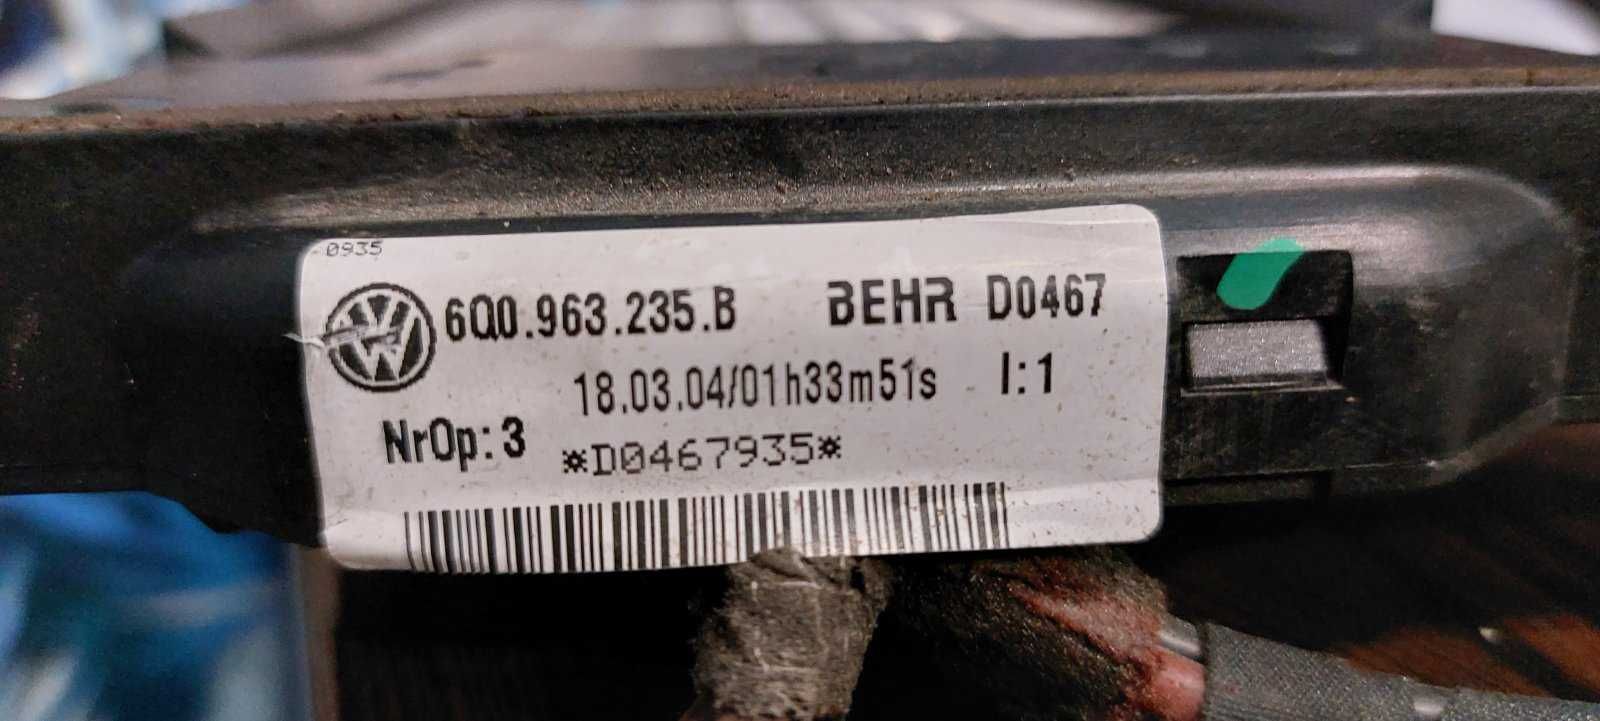 0935
6Q0.963.235.B BEHR D0467
18.03.04/01h33m51s I:1
NrOp:3
*D0467935*